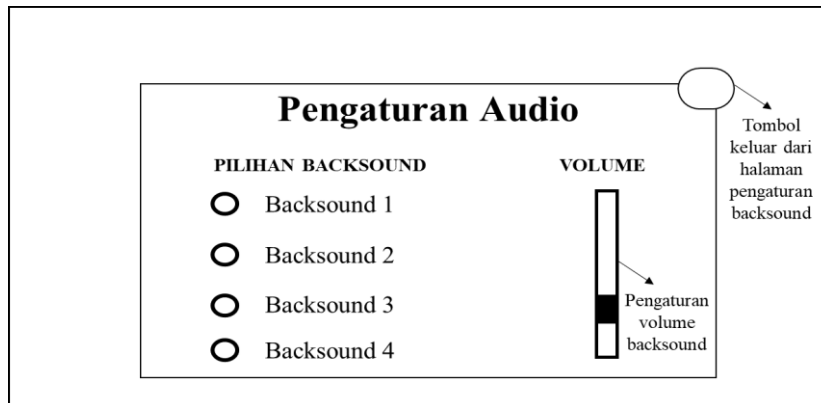 Pengaturan Audio
PILIHAN BACKSOUND
Backsound 1
Backsound 2
Backsound 3
Backsound 4
VOLUME
Pengaturan
volume
backsound
Tombol
keluar dari
halaman
pengaturan
backsound